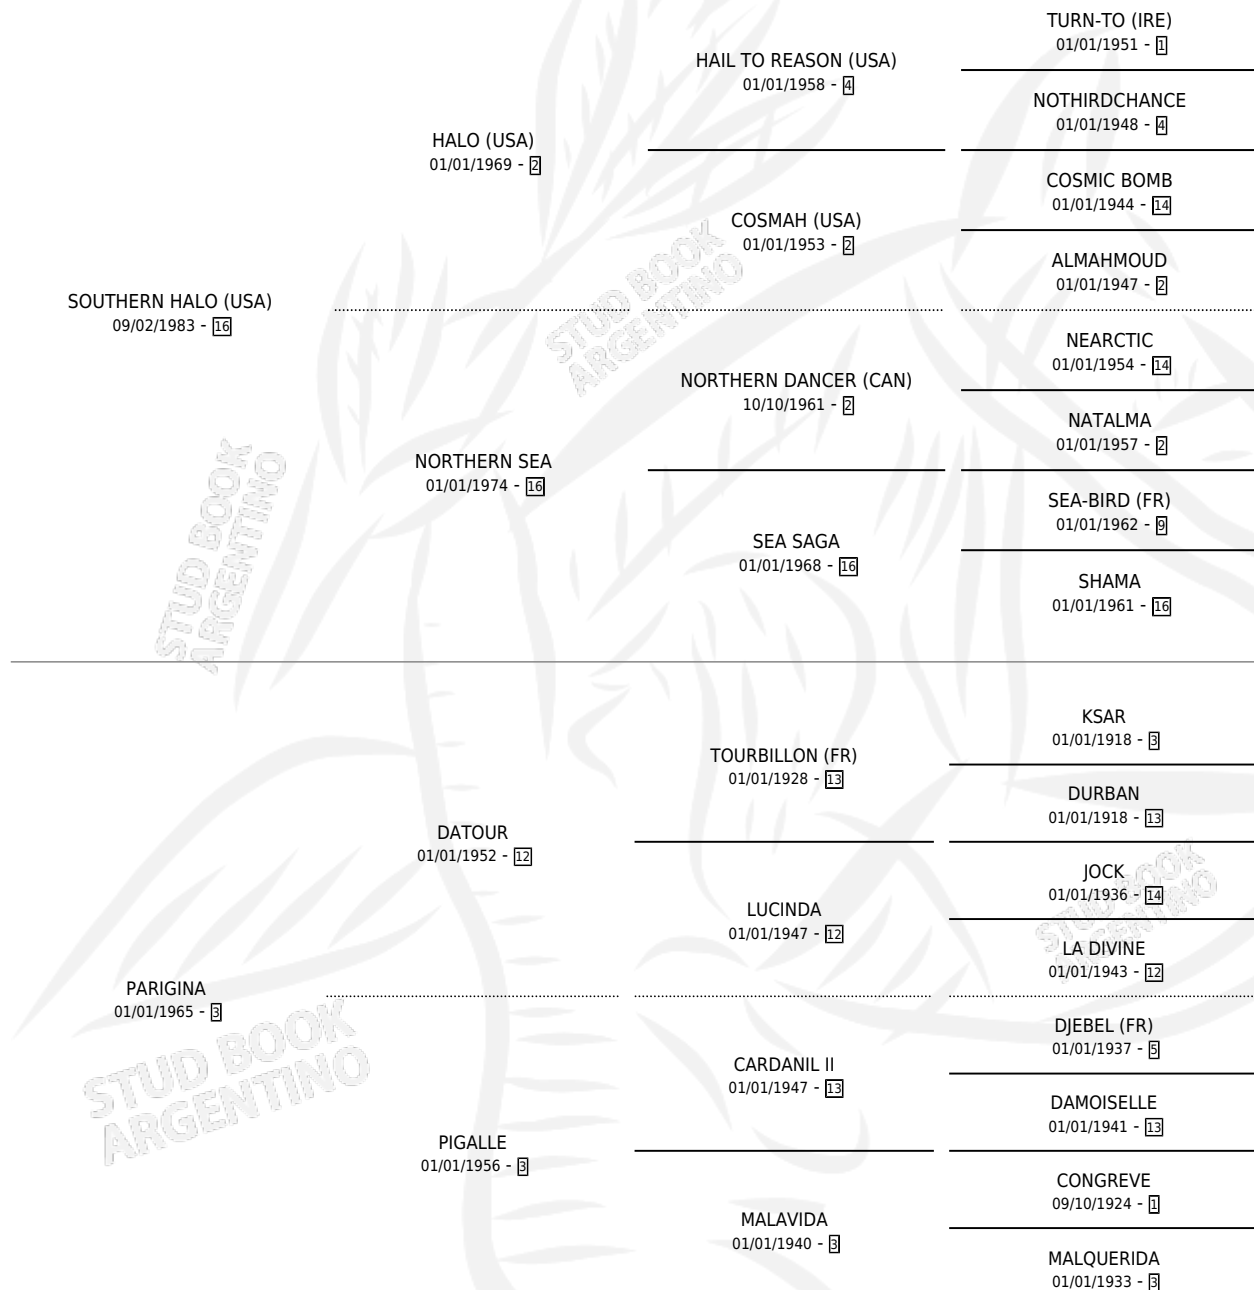 TURN-TO (IRE)
01/01/1951 - 1
HAIL TO REASON (USA)
01/01/1958 - 4
NOTHIRDCHANCE
01/01/1948 - 4
HALO (USA)
01/01/1969 - 2
COSMIC BOMB
01/01/1944 - 14
COSMAH (USA)
01/01/1953 - 2
ALMAHMOUD
01/01/1947 - 2
SOUTHERN HALO (USA)
09/02/1983 - 16
STUD BOOK
ARGENTINO
NEARCTIC
01/01/1954 - 14
NORTHERN DANCER (CAN)
10/10/1961 - 2
NATALMA
01/01/1957 - 2
NORTHERN SEA
01/01/1974 - 16
SEA-BIRD (FR)
01/01/1962 - 9
SEA SAGA
01/01/1968 - 16
SHAMA
01/01/1961 - 16
STUD BOOK
ARGENTINO
KSAR
01/01/1918 - 3
TOURBILLON (FR)
01/01/1928 - 13
DURBAN
01/01/1918 - 13
DATOUR
01/01/1952 - 12
JOCK
01/01/1936 - 14
LUCINDA
01/01/1947 - 12
STUD BOOK
ARGENTINO
LA DIVINE
01/01/1943 - 12
PARIGINA
01/01/1965 - 3
STUD BOOK
ARGENTINO
DJEBEL (FR)
01/01/1937 - 5
CARDANIL II
01/01/1947 - 13
DAMOISELLE
01/01/1941 - 13
PIGALLE
01/01/1956 - 3
CONGREVE
09/10/1924 - 1
MALAVIDA
01/01/1940 - 3
MALQUERIDA
01/01/1933 - 3